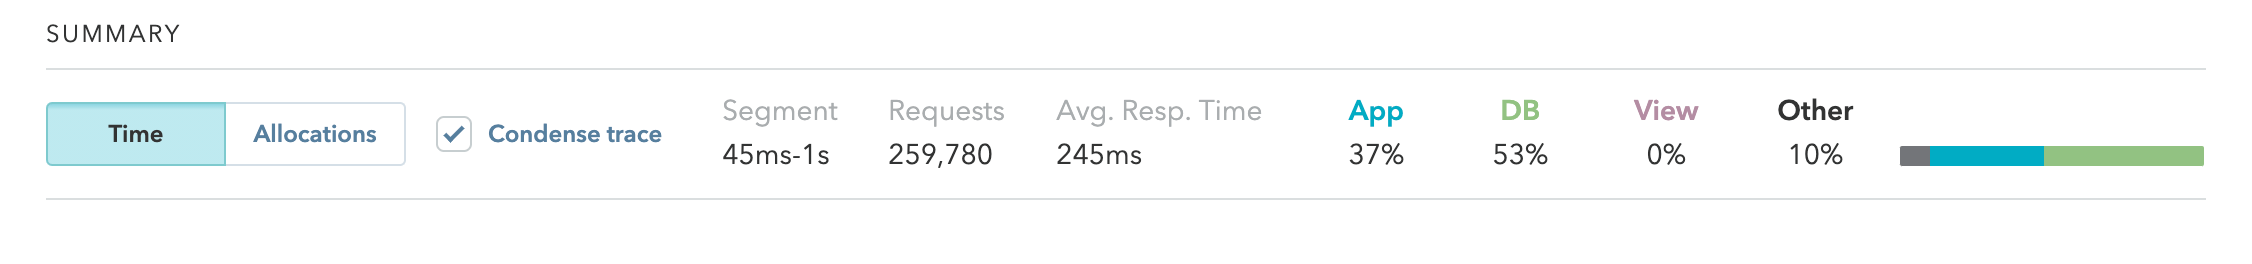 SUMMARY
Time
Allocations
Condense trace
Segment Requests Avg. Resp. Time App DB View Other
45ms-1s 259,780 245ms 37% 53% 0% 10%